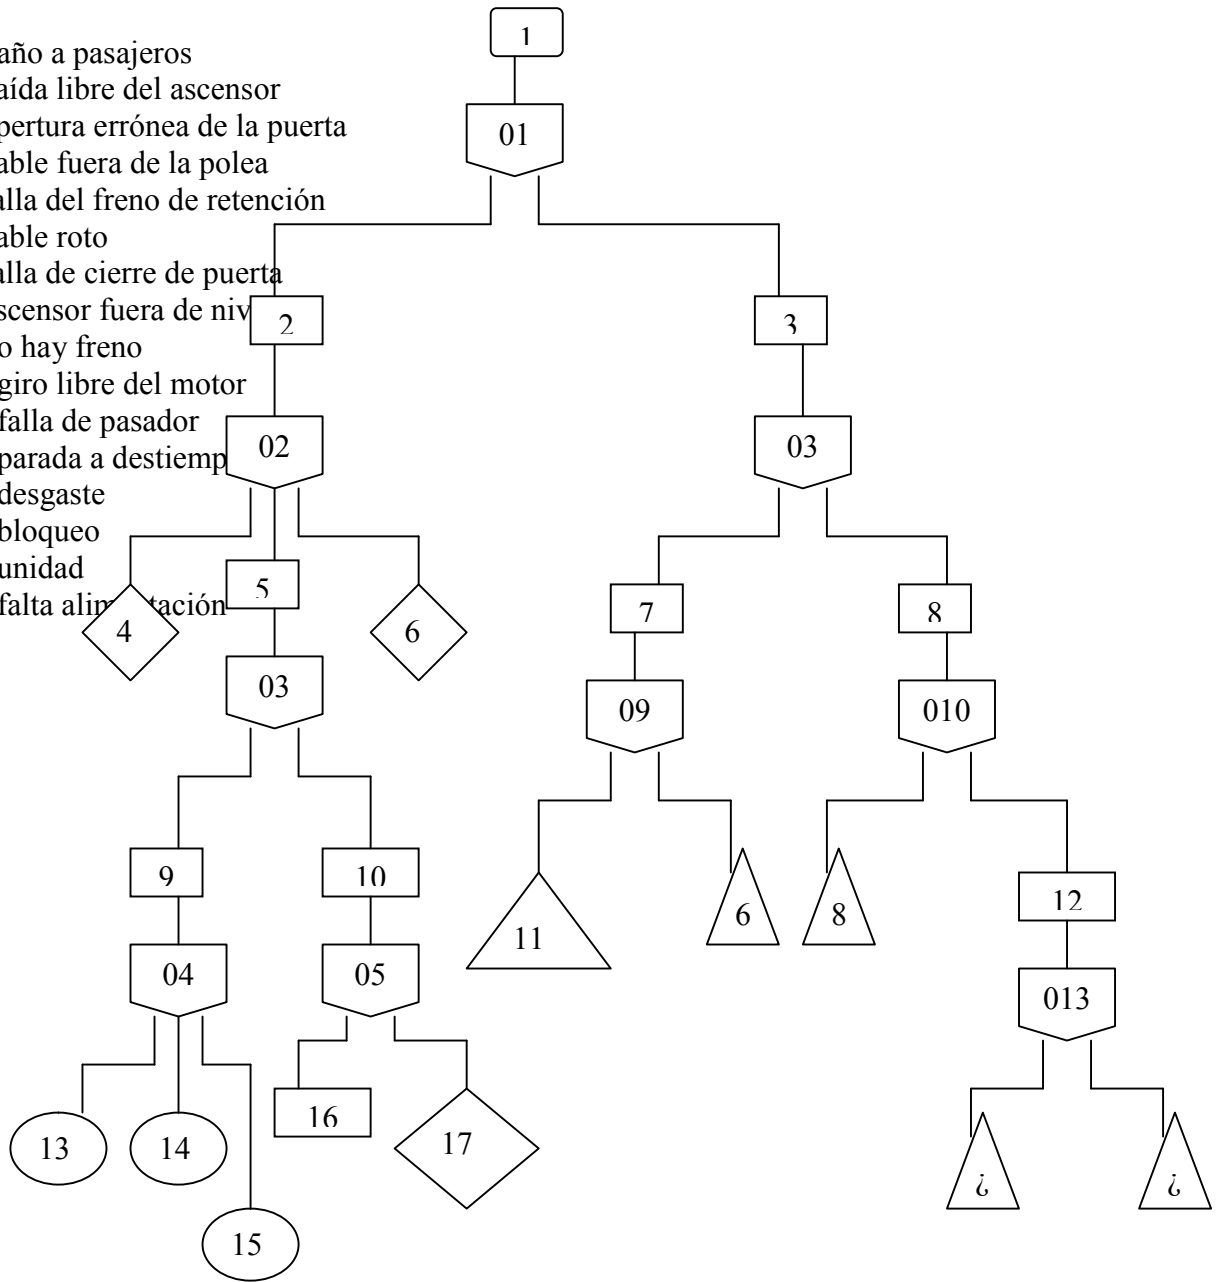 1
año a pasajeros
aída libre del ascensor
pertura errónea de la puerta
01
able fuera de la polea
alla del freno de retención
able roto
alla de cierre de puerta
scensor fuera de niv
2
3
o hay freno
giro libre del motor
falla de pasador
02
03
parada a destiemp
desgaste
bloqueo
unidad
5
falta alim tación
4
6
7
8
03
09
010
9
10
11
6
8
12
04
05
013
16
13
14
17
15
¿
¿